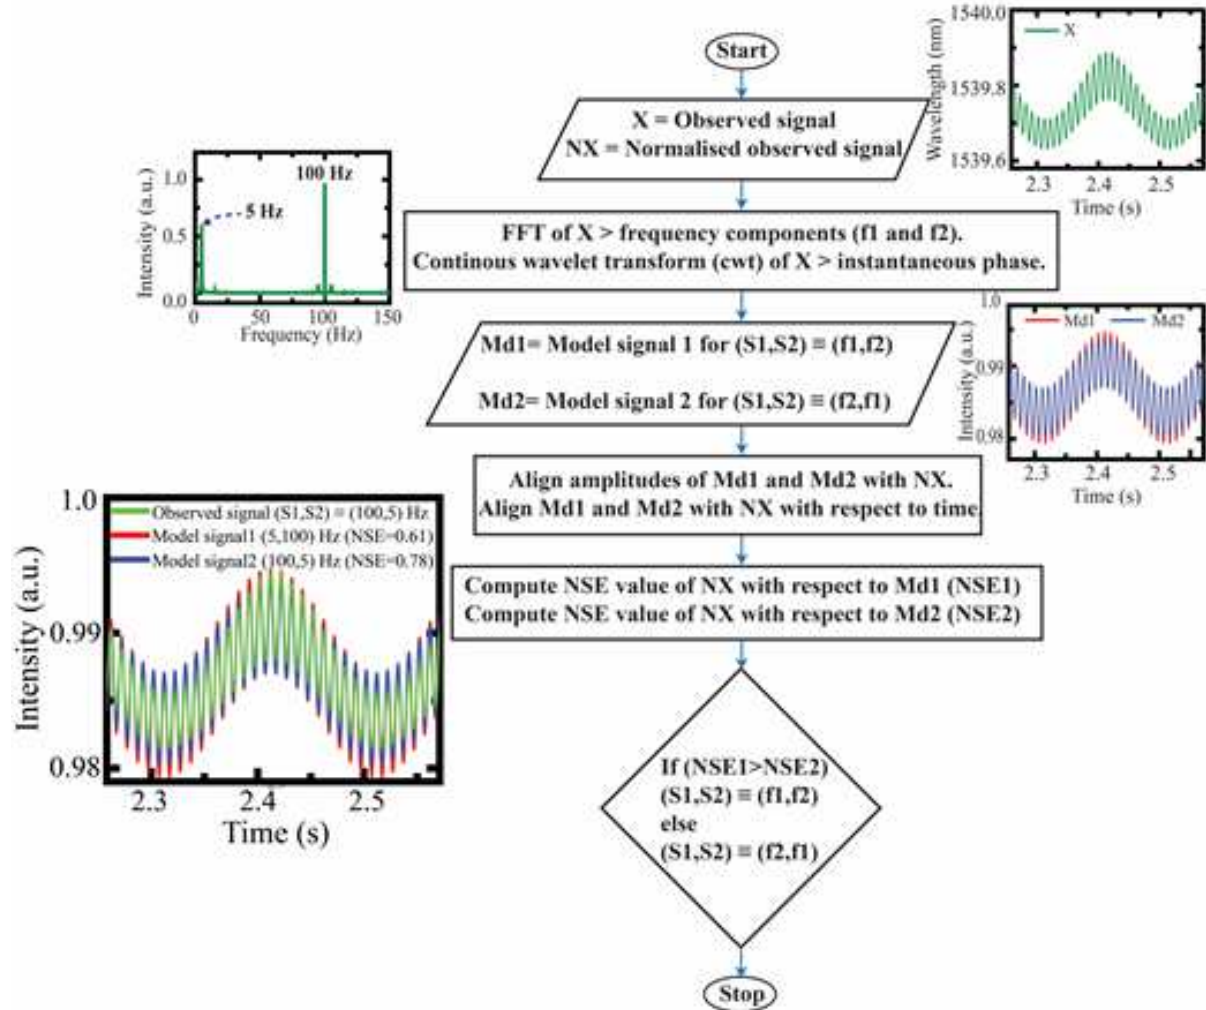 Start
X = Observed signal
NX = Normalised observed signal
FFT of X > frequency components (f1 and f2).
Continous wavelet transform (cwt) of X > instantaneous phase.
Md1= Model signal 1 for (S1,S2) ≡ (f1,f2)
Md2= Model signal 2 for (S1,S2) ≡ (f2,f1)
Align amplitudes of Md1 and Md2 with NX.
Align Md1 and Md2 with NX with respect to time.
Compute NSE value of NX with respect to Md1 (NSE1)
Compute NSE value of NX with respect to Md2 (NSE2)
If (NSE1>NSE2)
(S1,S2) ≡ (f1,f2)
else
(S1,S2) ≡ (f2,f1)
Stop
1540.0
X
Wavelength (nm)
1539.8
1539.6
2.3 2.4 2.5
Time (s)
100 Hz
5 Hz
Intensity (a.u.)
1.0
0.5
0.0
0 50 100 150
Frequency (Hz)
1.0
Md1 Md2
Intensity (a.u.)
0.99
0.98
2.3 2.4 2.5
Time (s)
1.0
Observed signal (S1,S2) ≡ (100,5) Hz
Model signal1 (5,100) Hz (NSE=0.61)
Model signal2 (100,5) Hz (NSE=0.78)
Intensity (a.u.)
0.99
0.98
2.3 2.4 2.5
Time (s)